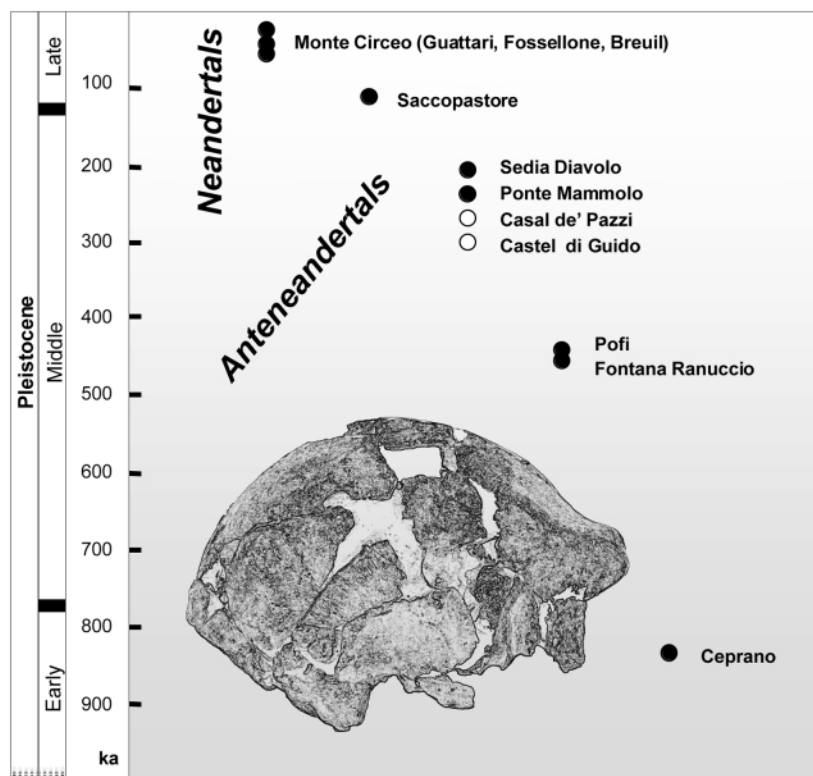 Late
Middle
Early
Pleistocene
100
200
300
400
500
600
700
800
900
ka
Neandertals
Anteneandertals
Monte Circeo (Guattari, Fossellone, Breuil)
Saccopastore
Sedia Diavolo
Ponte Mammolo
Casal de' Pazzi
Castel di Guido
Pofi
Fontana Ranuccio
Ceprano